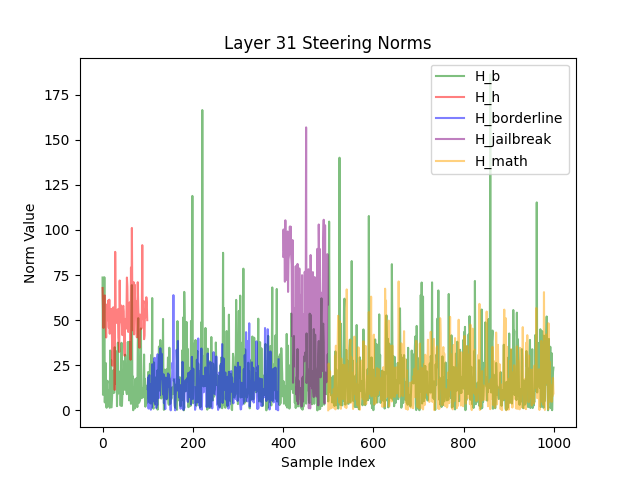 Layer 31 Steering Norms
H_b
H_h
H_borderline
H_jailbreak
H_math
Norm Value
175
150
125
100
75
50
25
0
0 200 400 600 800 1000
Sample Index